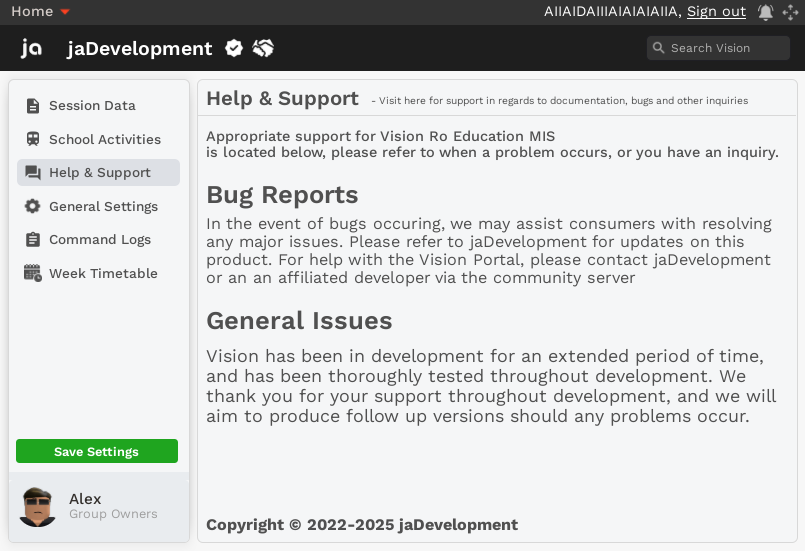 Home
AIIAIDAIIIAIAIAIAIIA, Sign out
ja
jaDevelopment
Search Vision
Session Data
School Activities
Help & Support
General Settings
Command Logs
Week Timetable
Save Settings
Alex
Group Owners
Help & Support - Visit here for support in regards to documentation, bugs and other inquiries
Appropriate support for Vision Ro Education MIS
is located below, please refer to when a problem occurs, or you have an inquiry.
Bug Reports
In the event of bugs occuring, we may assist consumers with resolving
any major issues. Please refer to jaDevelopment for updates on this
product. For help with the Vision Portal, please contact jaDevelopment
or an an affiliated developer via the community server
General Issues
Vision has been in development for an extended period of time,
and has been thoroughly tested throughout development. We
thank you for your support throughout development, and we will
aim to produce follow up versions should any problems occur.
Copyright © 2022-2025 jaDevelopment